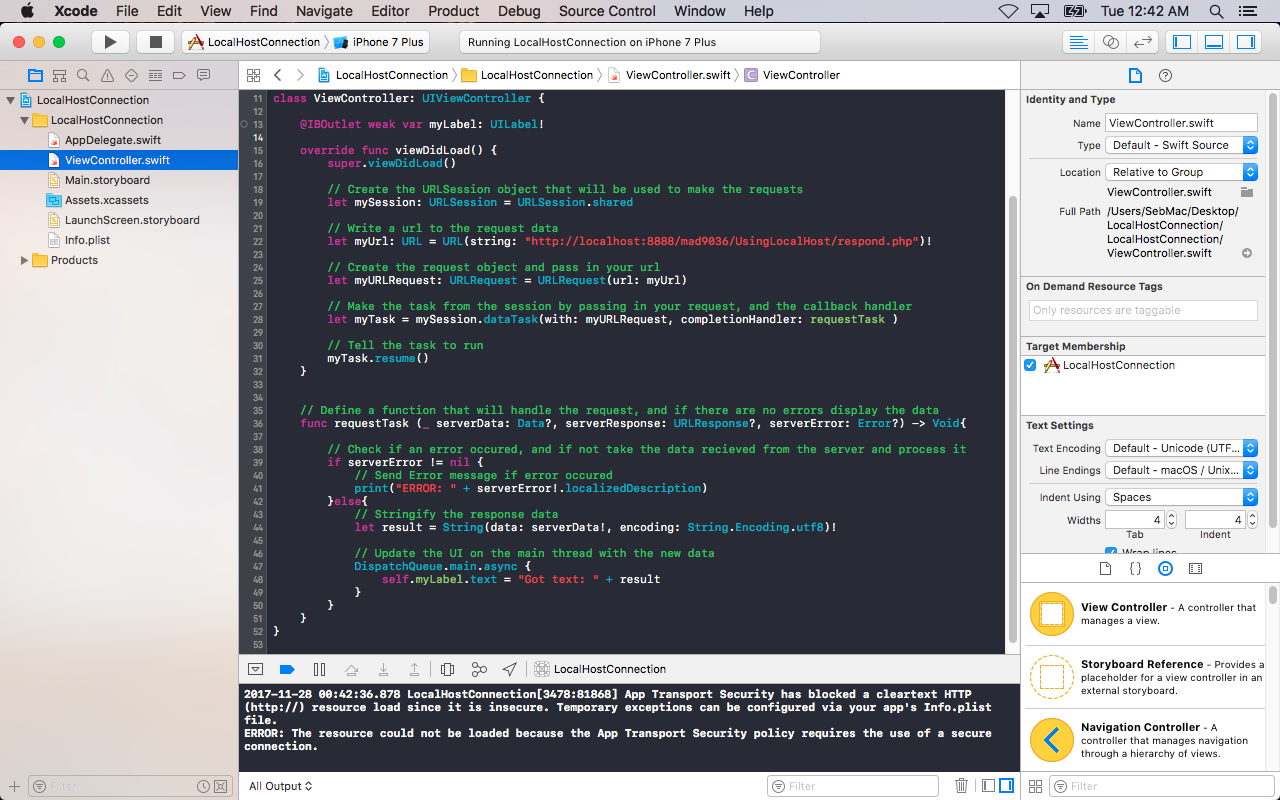 Xcode File Edit View Find Navigate Editor Product Debug Source Control Window Help Tue 12:42 AM
LocalHostConnection iPhone 7 Plus Running LocalHostConnection on iPhone 7 Plus
LocalHostConnection LocalHostConnection ViewController.swift C ViewController
LocalHostConnection
LocalHostConnection
AppDelegate.swift
ViewController.swift
Main.storyboard
Assets.xcassets
LaunchScreen.storyboard
Info.plist
Products
Filter
11 class ViewController: UIViewController {
12
13 @IBOutlet weak var myLabel: UILabel!
14
15 override func viewDidLoad() {
16 super.viewDidLoad()
17
18 // Create the URLSession object that will be used to make the requests
19 let mySession: URLSession = URLSession.shared
20
21 // Write a url to the request data
22 let myUrl: URL = URL(string: "http://localhost:8888/mad9036/UsingLocalHost/respond.php")!
23
24 // Create the request object and pass in your url
25 let myURLRequest: URLRequest = URLRequest(url: myUrl)
26
27 // Make the task from the session by passing in your request, and the callback handler
28 let myTask = mySession.dataTask(with: myURLRequest, completionHandler: requestTask )
29
30 // Tell the task to run
31 myTask.resume()
32 }
33
34
35 // Define a function that will handle the request, and if there are no errors display the data
36 func requestTask (_ serverData: Data?, serverResponse: URLResponse?, serverError: Error?) -> Void{
37
38 // Check if an error occured, and if not take the data recieved from the server and process it
39 if serverError != nil {
40 // Send Error message if error occured
41 print("ERROR: " + serverError!.localizedDescription)
42 }else{
43 // Stringify the response data
44 let result = String(data: serverData!, encoding: String.Encoding.utf8)!
45
46 // Update the UI on the main thread with the new data
47 DispatchQueue.main.async {
48 self.myLabel.text = "Got text: " + result
49 }
50 }
51 }
52 }
53
LocalHostConnection
2017-11-28 00:42:36.878 LocalHostConnection[3478:81868] App Transport Security has blocked a cleartext HTTP
(http://) resource load since it is insecure. Temporary exceptions can be configured via your app's Info.plist
file.
ERROR: The resource could not be loaded because the App Transport Security policy requires the use of a secure
connection.
All Output Filter
Identity and Type
Name ViewController.swift
Type Default - Swift Source
Location Relative to Group
ViewController.swift
Full Path /Users/SebMac/Desktop/
LocalHostConnection/
LocalHostConnection/
ViewController.swift
On Demand Resource Tags
Only resources are taggable
Target Membership
LocalHostConnection
Text Settings
Text Encoding Default - Unicode (UTF...
Line Endings Default - macOS / Unix...
Indent Using Spaces
Widths 4 4
Tab Indent
Wrap lines
{}
View Controller - A controller that
manages a view.
Storyboard Reference - Provides a
placeholder for a view controller in an
external storyboard.
Navigation Controller - A
controller that manages navigation
through a hierarchy of views.
Filter